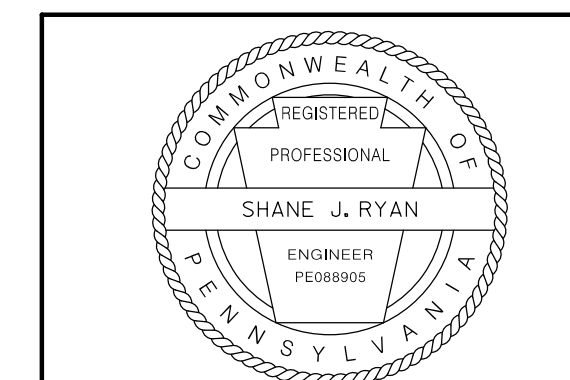 COMMONWEALTH OF
REGISTERED
PROFESSIONAL
SHANE J. RYAN
ENGINEER
PE088905
PENNSYLVANIA